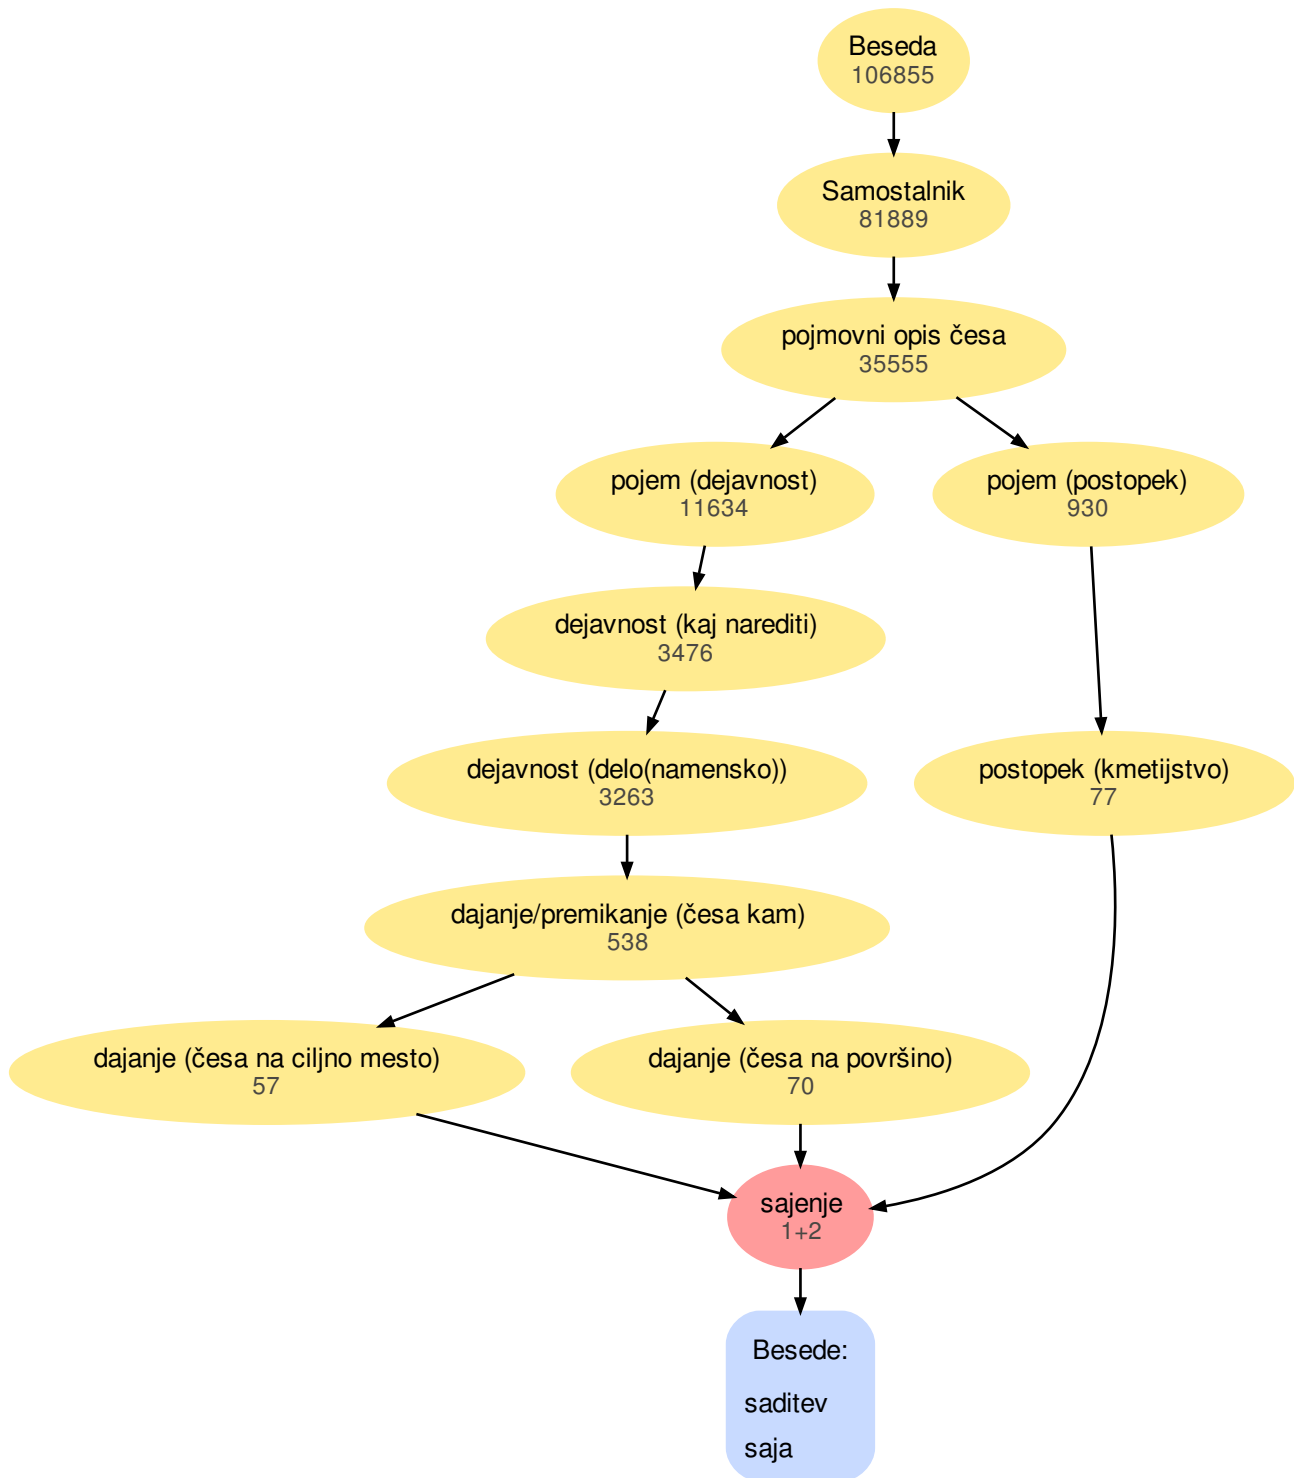 Beseda
106855
Samostalnik
81889
pojmovni opis česa
35555
pojem (dejavnost)
11634
pojem (postopek)
930
dejavnost (kaj narediti)
3476
dejavnost (delo(namensko))
3263
postopek (kmetijstvo)
77
dajanje/premikanje (česa kam)
538
dajanje (česa na ciljno mesto)
57
dajanje (česa na površino)
70
sajenje
1+2
Besede:
saditev
saja